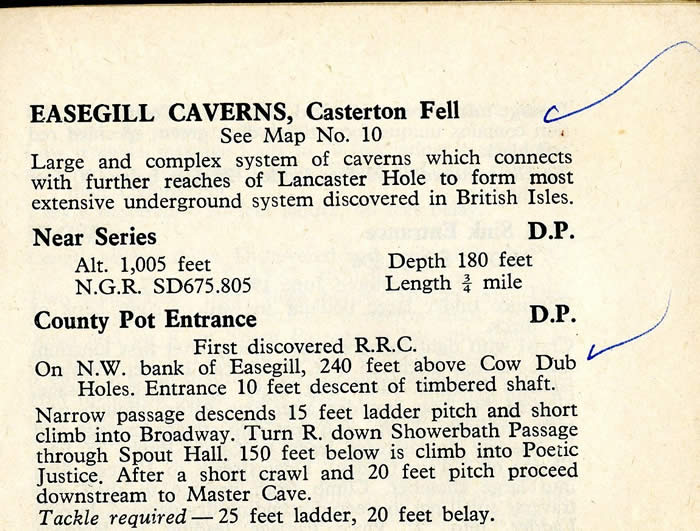 EASEGILL CAVERNS, Casterton Fell
See Map No. 10
Large and complex system of caverns which connects
with further reaches of Lancaster Hole to form most
extensive underground system discovered in British Isles.
Near Series D.P.
Alt. 1,005 feet Depth 180 feet
N.G.R. SD675.805 Length ¾ mile
County Pot Entrance D.P.
First discovered R.R.C.
On N.W. bank of Easegill, 240 feet above Cow Dub
Holes. Entrance 10 feet descent of timbered shaft.
Narrow passage descends 15 feet ladder pitch and short
climb into Broadway. Turn R. down Showerbath Passage
through Spout Hall. 150 feet below is climb into Poetic
Justice. After a short crawl and 20 feet pitch proceed
downstream to Master Cave.
Tackle required — 25 feet ladder, 20 feet belay.